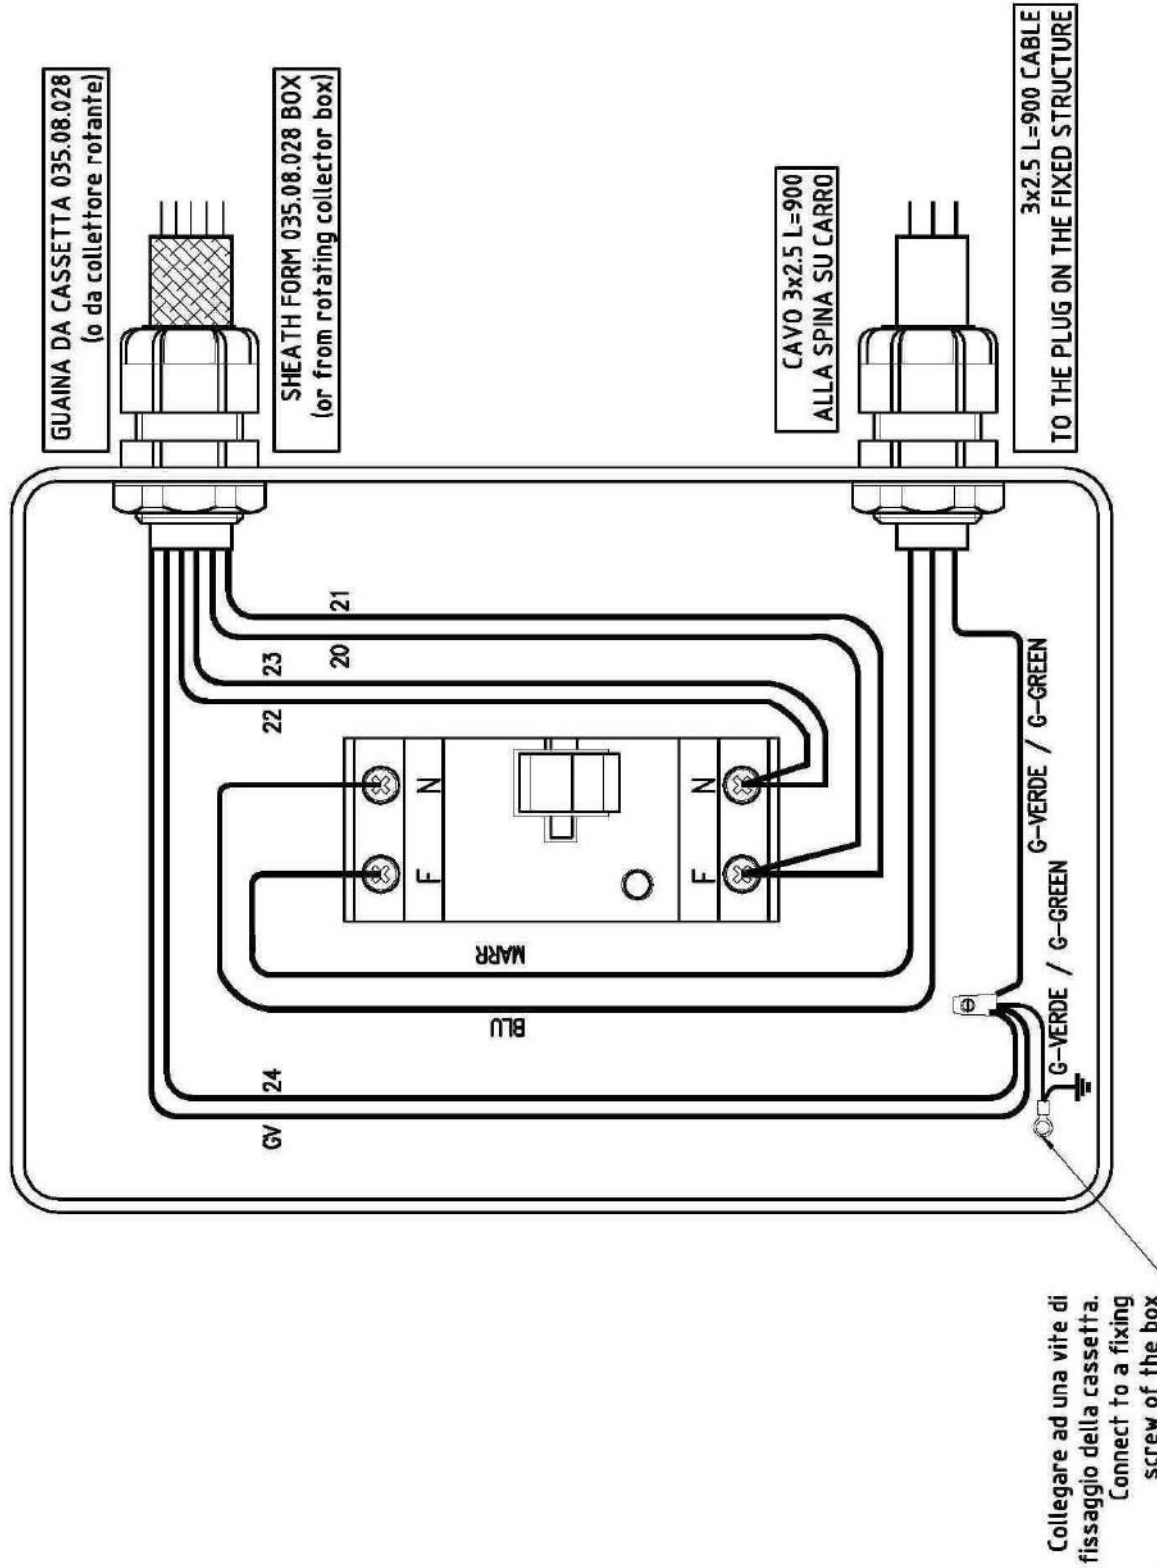 GUAINA DA CASSETTA 035.08.028
(o da collettore rotante)
SHEATH FORM 035.08.028 BOX
(or from rotating collector box)
CAVO 3x2.5 L=900
ALLA SPINA SU CARRO
3x2.5 L=900 CABLE
TO THE PLUG ON THE FIXED STRUCTURE
21
20
23
22
N
F
N
F
MARR
BLU
24
GV
G-VERDE / G-GREEN
G-VERDE / G-GREEN
Collegare ad una vite di
fissaggio della cassetta.
Connect to a fixing
screw of the box